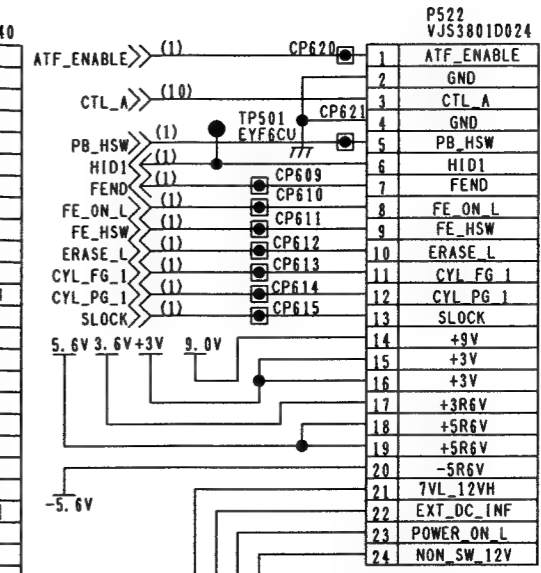 40
P522
VJS3801D024
ATF_ENABLE (1) CP620 1 ATF_ENABLE
2 GND
CTL_A (10) 3 CTL_A
TP501 CP621 4 GND
EYF6CU
PB_HSW (1) 5 PB_HSW
HID1 (1) 6 HID1
FEND (1) CP609 7 FEND
FE_ON_L (1) CP610 8 FE_ON_L
FE_HSW (1) CP611 9 FE_HSW
ERASE_L (1) CP612 10 ERASE_L
CYL_FG_1 (1) CP613 11 CYL_FG_1
CYL_PG_1 (1) CP614 12 CYL_PG_1
SLOCK (1) CP615 13 SLOCK
5.6V 3.6V +3V 9.0V 14 +9V
15 +3V
16 +3V
17 +3R6V
18 +5R6V
19 +5R6V
20 -5R6V
-5.6V 21 7VL_12VH
22 EXT_DC_INF
23 POWER_ON_L
24 NON_SW_12V